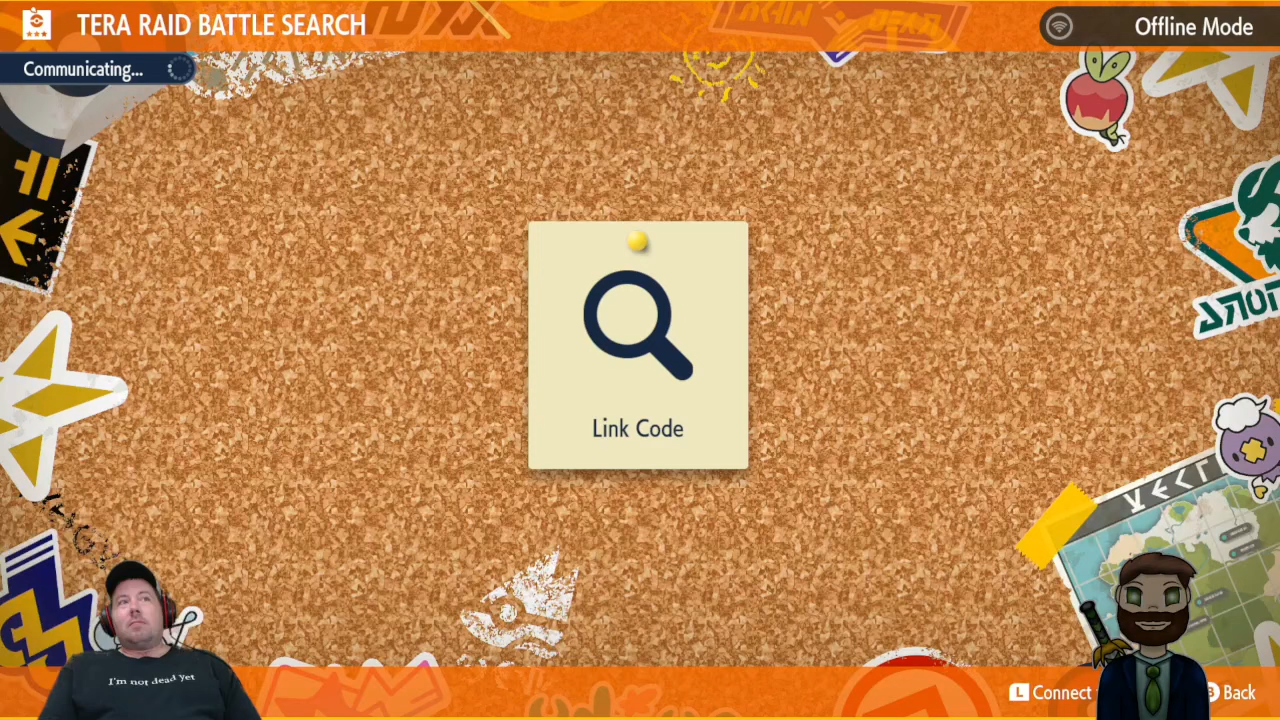 TERA RAID BATTLE SEARCH
Offline Mode
Communicating...
Link Code
I'm not dead yet
L Connect
B Back